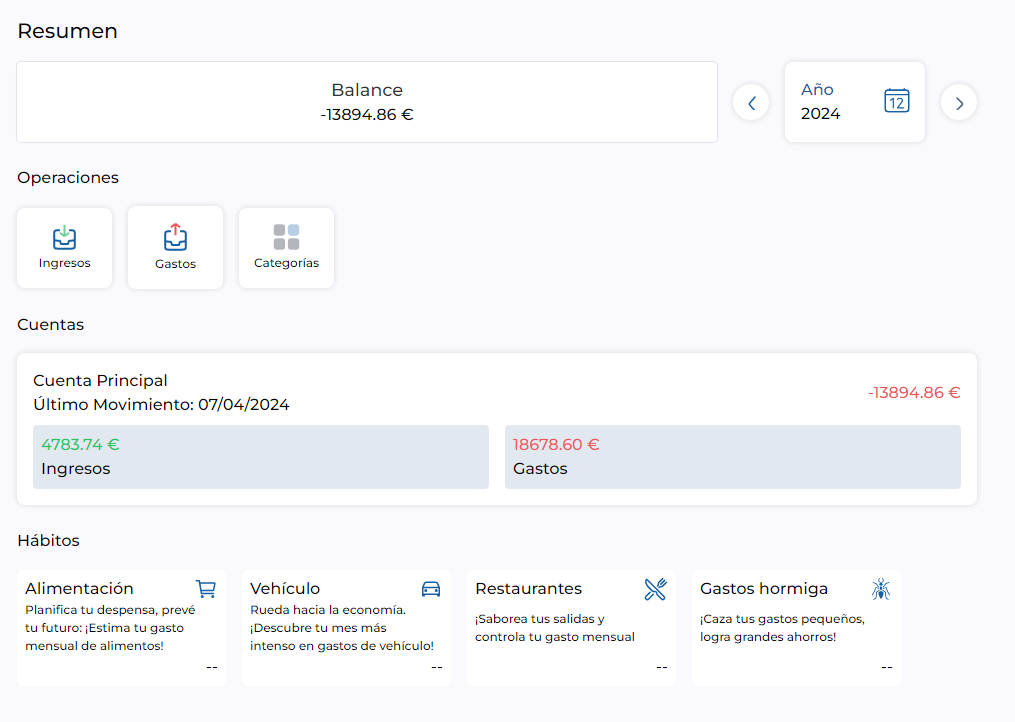 Resumen
Balance
-13894.86 €
Año
2024
12
Operaciones
Ingresos
Gastos
Categorías
Cuentas
Cuenta Principal
Último Movimiento: 07/04/2024
-13894.86 €
4783.74 €
Ingresos
18678.60 €
Gastos
Hábitos
Alimentación
Planifica tu despensa, prevé
tu futuro: ¡Estima tu gasto
mensual de alimentos!
--
Vehículo
Rueda hacia la economía.
¡Descubre tu mes más
intenso en gastos de vehículo!
--
Restaurantes
¡Saborea tus salidas y
controla tu gasto mensual
--
Gastos hormiga
¡Caza tus gastos pequeños,
logra grandes ahorros!
--